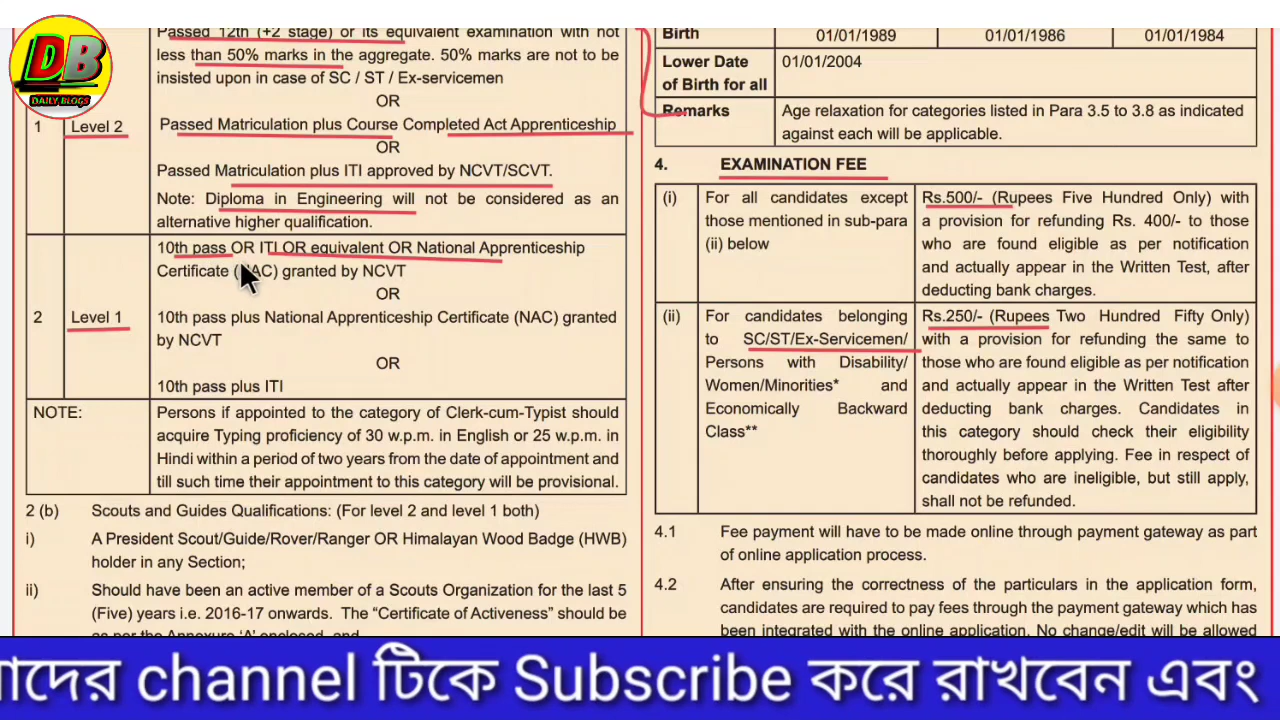 DB
DAILY BLOGS
Passed 12th (+2 stage) or its equivalent examination with not
less than 50% marks in the aggregate. 50% marks are not to be
insisted upon in case of SC / ST / Ex-servicemen
OR
1 Level 2 Passed Matriculation plus Course Completed Act Apprenticeship
OR
Passed Matriculation plus ITI approved by NCVT/SCVT.
Note: Diploma in Engineering will not be considered as an
alternative higher qualification.
10th pass OR ITI OR equivalent OR National Apprenticeship
Certificate (NAC) granted by NCVT
OR
2 Level 1 10th pass plus National Apprenticeship Certificate (NAC) granted
by NCVT
OR
10th pass plus ITI
NOTE: Persons if appointed to the category of Clerk-cum-Typist should
acquire Typing proficiency of 30 w.p.m. in English or 25 w.p.m. in
Hindi within a period of two years from the date of appointment and
till such time their appointment to this category will be provisional.
2 (b) Scouts and Guides Qualifications: (For level 2 and level 1 both)
i) A President Scout/Guide/Rover/Ranger OR Himalayan Wood Badge (HWB)
holder in any Section;
ii) Should have been an active member of a Scouts Organization for the last 5
(Five) years i.e. 2016-17 onwards. The “Certificate of Activeness” should be
as per the Annexure ‘A’ enclosed, and
Birth 01/01/1989 01/01/1986 01/01/1984
Lower Date 01/01/2004
of Birth for all
Remarks Age relaxation for categories listed in Para 3.5 to 3.8 as indicated
against each will be applicable.
4. EXAMINATION FEE
(i) For all candidates except Rs.500/- (Rupees Five Hundred Only) with
those mentioned in sub-para a provision for refunding Rs. 400/- to those
(ii) below who are found eligible as per notification
and actually appear in the Written Test, after
deducting bank charges.
(ii) For candidates belonging Rs.250/- (Rupees Two Hundred Fifty Only)
to SC/ST/Ex-Servicemen/ with a provision for refunding the same to
Persons with Disability/ those who are found eligible as per notification
Women/Minorities* and and actually appear in the Written Test after
Economically Backward deducting bank charges. Candidates in
Class** this category should check their eligibility
thoroughly before applying. Fee in respect of
candidates who are ineligible, but still apply,
shall not be refunded.
4.1 Fee payment will have to be made online through payment gateway as part
of online application process.
4.2 After ensuring the correctness of the particulars in the application form,
candidates are required to pay fees through the payment gateway which has
been integrated with the online application. No change/edit will be allowed
মাদের channel টিকে Subscribe করে রাখবেন এবং